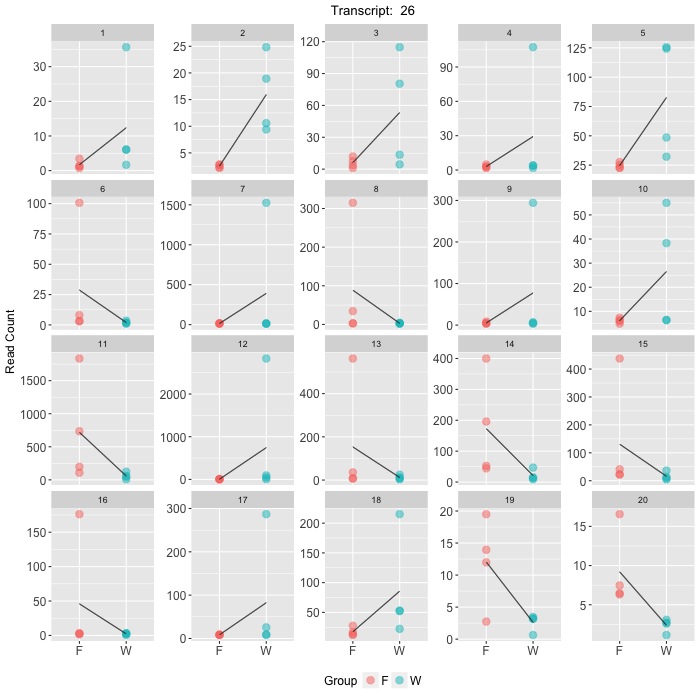 Transcript: 26
1 2 3 4 5
30 20 10 0
25 20 15 10 5
120 90 60 30 0
90 60 30 0
125 100 75 50 25
6 7 8 9 10
100 75 50 25 0
1500 1000 500 0
300 200 100 0
300 200 100 0
50 40 30 20 10
Read Count
11 12 13 14 15
1500 1000 500 0
2000 1000 0
400 200 0
400 300 200 100 0
400 300 200 100 0
16 17 18 19 20
150 100 50 0
300 200 100 0
200 150 100 50
20 15 10 5 0
15 10 5
F W F W F W F W F W
Group F W